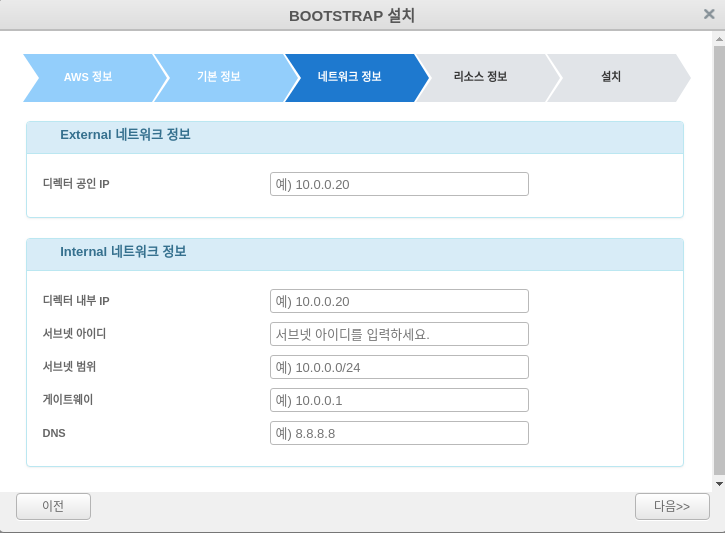 BOOTSTRAP 설치
AWS 정보
기본 정보
네트워크 정보
리소스 정보
설치
External 네트워크 정보
디렉터 공인 IP
예) 10.0.0.20
Internal 네트워크 정보
디렉터 내부 IP
예) 10.0.0.20
서브넷 아이디
서브넷 아이디를 입력하세요.
서브넷 범위
예) 10.0.0.0/24
게이트웨이
예) 10.0.0.1
DNS
예) 8.8.8.8
이전
다음>>